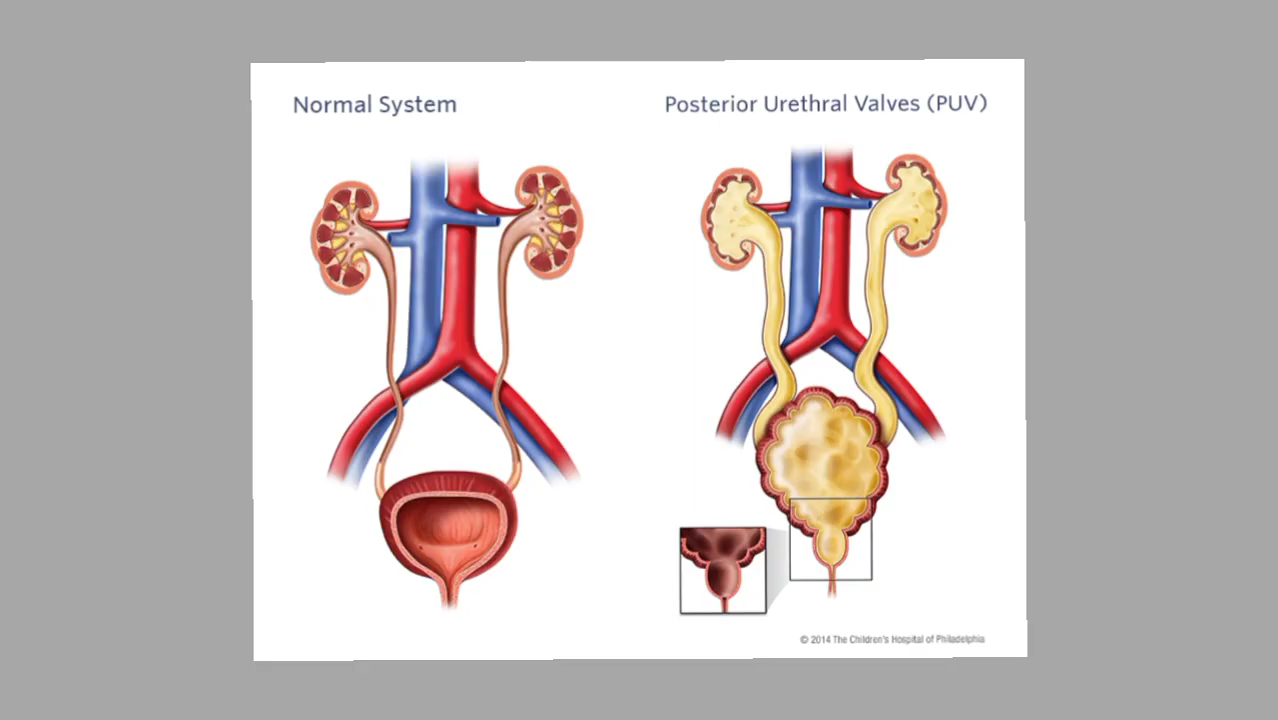 Normal System
Posterior Urethral Valves (PUV)
© 2014 The Children's Hospital of Philadelphia